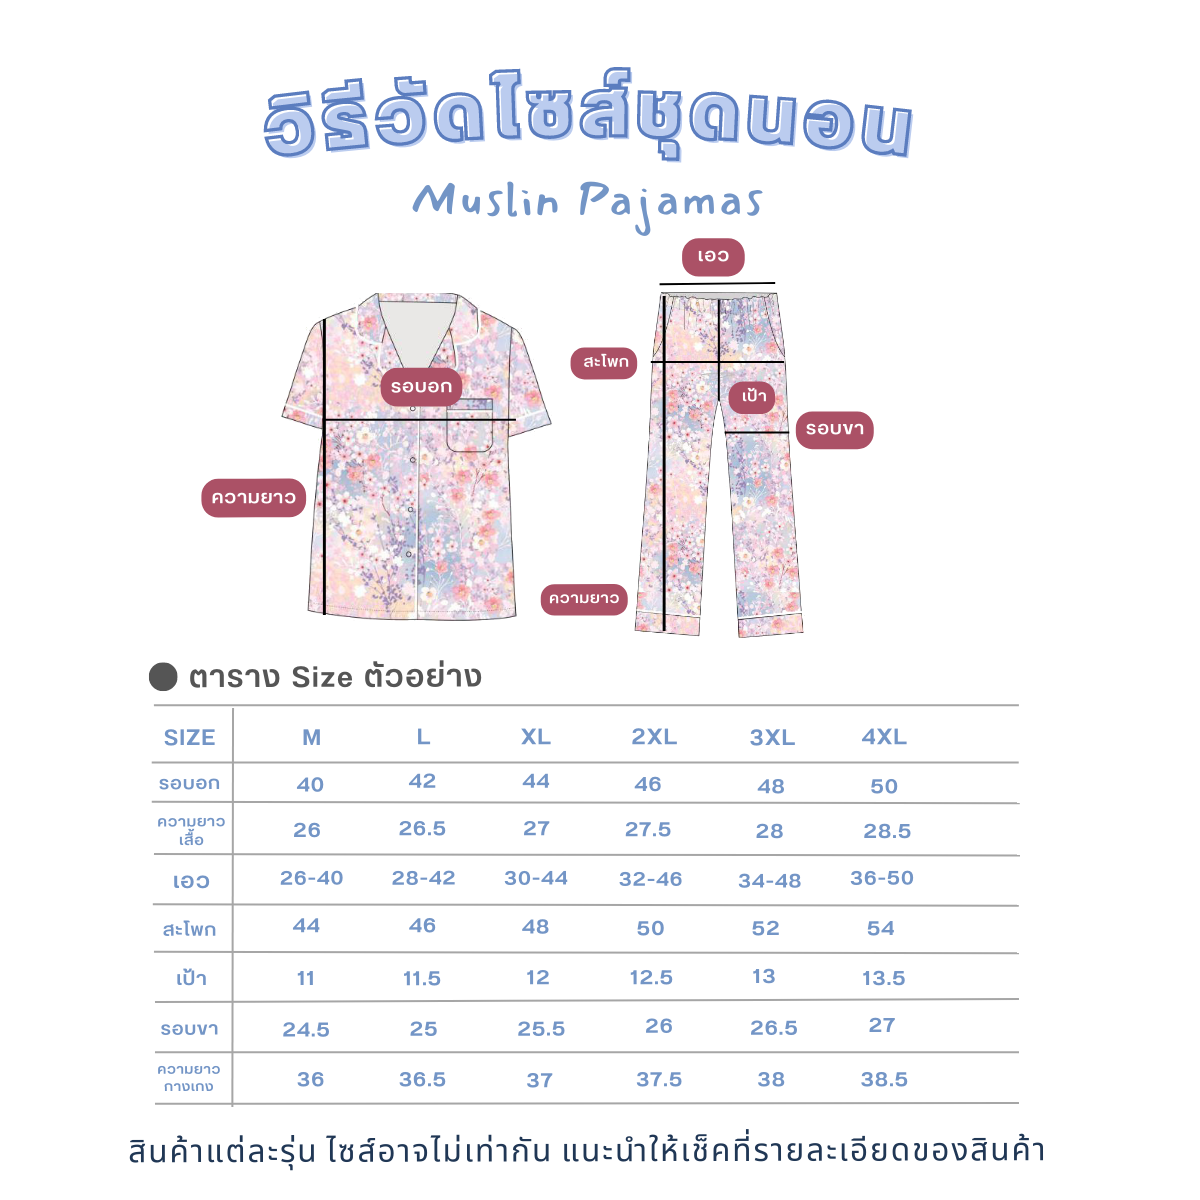 วิธีวัดไซส์ชุดนอน
Muslin Pajamas
เอว
สะโพก
รอบอก
เป้า
รอบขา
ความยาว
ความยาว
ตาราง Size ตัวอย่าง
SIZE M L XL 2XL 3XL 4XL
รอบอก 40 42 44 46 48 50
ความยาว
เสื้อ 26 26.5 27 27.5 28 28.5
เอว 26-40 28-42 30-44 32-46 34-48 36-50
สะโพก 44 46 48 50 52 54
เป้า 11 11.5 12 12.5 13 13.5
รอบขา 24.5 25 25.5 26 26.5 27
ความยาว
กางเกง 36 36.5 37 37.5 38 38.5
สินค้าแต่ละรุ่น ไซส์อาจไม่เท่ากัน แนะนำให้เช็คที่รายละเอียดของสินค้า